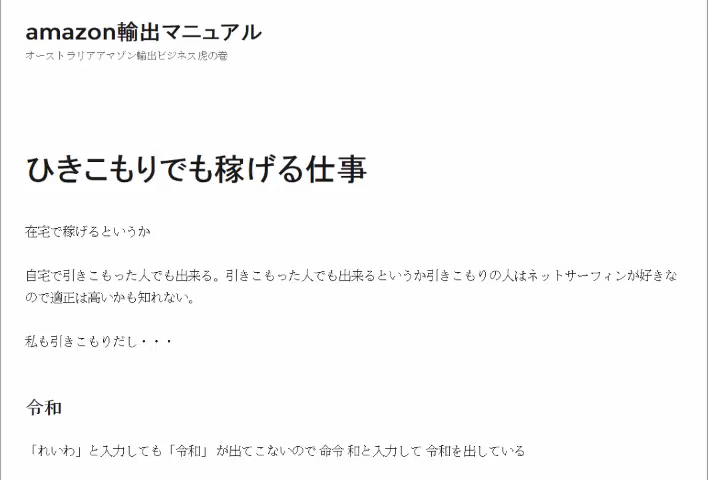 amazon輸出マニュアル
オーストラリアアマゾン輸出ビジネス虎の巻
ひきこもりでも稼げる仕事
在宅で稼げるというか
自宅で引きこもった人でも出来る。引きこもった人でも出来るというか引きこもりの人はネットサーフィンが好きな
ので適正は高いかも知れない。
私も引きこもりだし・・・
令和
「れいわ」と入力しても「令和」 が出てこないので 命令 和と入力して 令和を出している